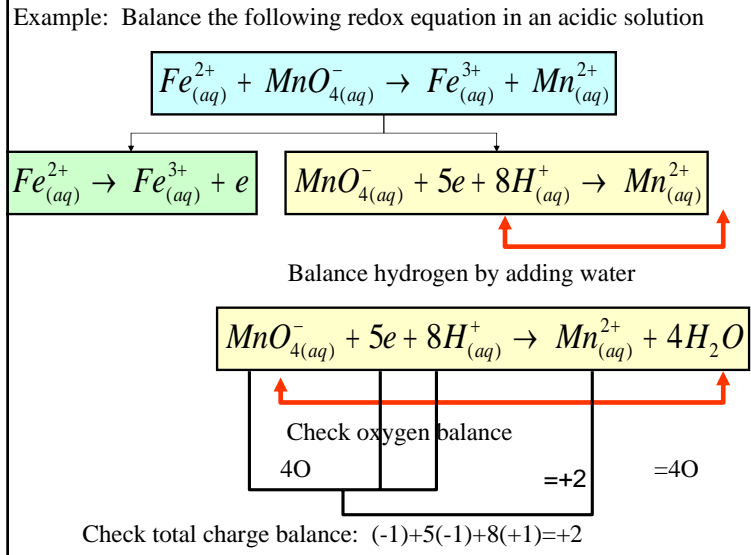 Example: Balance the following redox equation in an acidic solution
Fe²⁺(aq) + MnO₄⁻(aq) → Fe³⁺(aq) + Mn²⁺(aq)
Fe²⁺(aq) → Fe³⁺(aq) + e
MnO₄⁻(aq) + 5e + 8H⁺(aq) → Mn²⁺(aq)
Balance hydrogen by adding water
MnO₄⁻(aq) + 5e + 8H⁺(aq) → Mn²⁺(aq) + 4H₂O
Check oxygen balance
4O =+2 =4O
Check total charge balance: (-1)+5(-1)+8(+1)=+2